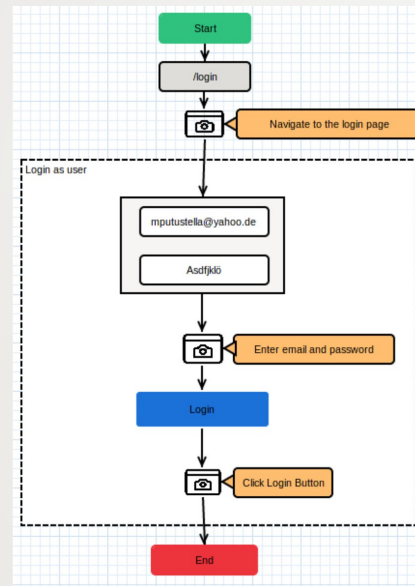 Start
/login
Navigate to the login page
Login as user
mputustella@yahoo.de
Asdfjklö
Enter email and password
Login
Click Login Button
End